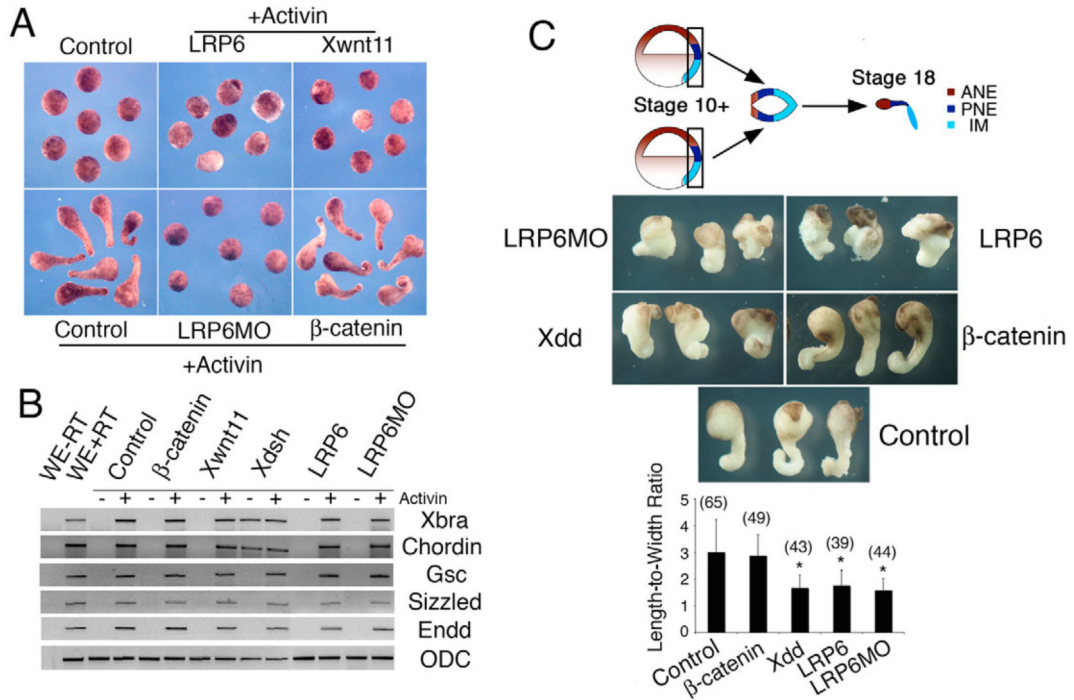 A
+Activin
Control LRP6 Xwnt11
Control LRP6MO β-catenin
+Activin
B
WE-RT WE+RT Control β-catenin Xwnt11 Xdsh LRP6 LRP6MO
- + - + - + - + - + - + Activin
Xbra
Chordin
Gsc
Sizzled
Endd
ODC
C
Stage 10+
Stage 18
ANE
PNE
IM
LRP6MO LRP6
Xdd β-catenin
Control
Length-to-Width Ratio
5
4
3
2
1
0
(65) (49) (43) (39) (44)
* * *
Control β-catenin Xdd LRP6 LRP6MO